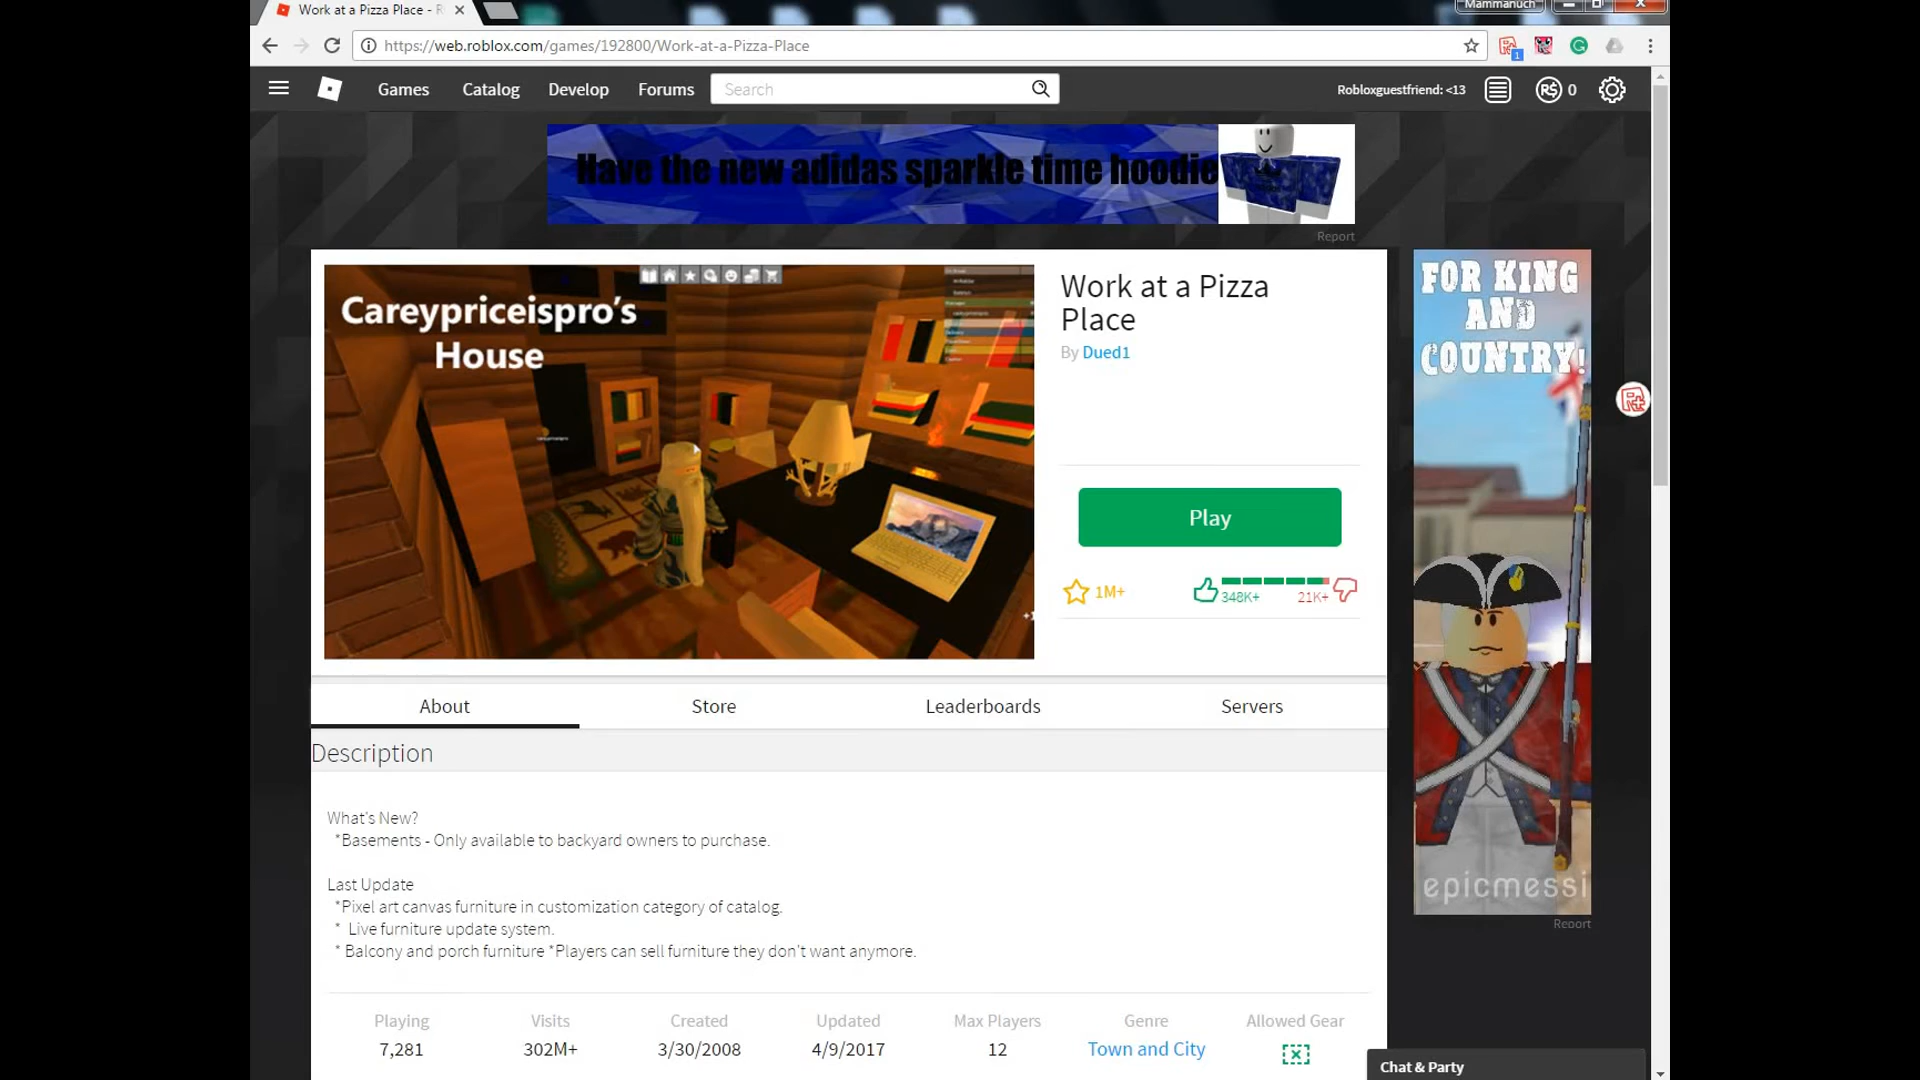 Work at a Pizza Place - R
Mammanuch
https://web.roblox.com/games/192800/Work-at-a-Pizza-Place
1
Games Catalog Develop Forums Search Robloxguestfriend: <13 R$ 0
Have the new adidas sparkle time hoodie
Report
Careypriceispro's
House
Work at a Pizza
Place
By Dued1
Play
1M+ 348K+ 21K+
FOR KING
AND
COUNTRY!
epicmessi
Report
About Store Leaderboards Servers
Description
What's New?
*Basements - Only available to backyard owners to purchase.
Last Update
*Pixel art canvas furniture in customization category of catalog.
* Live furniture update system.
* Balcony and porch furniture *Players can sell furniture they don't want anymore.
Playing Visits Created Updated Max Players Genre Allowed Gear
7,281 302M+ 3/30/2008 4/9/2017 12 Town and City
Chat & Party